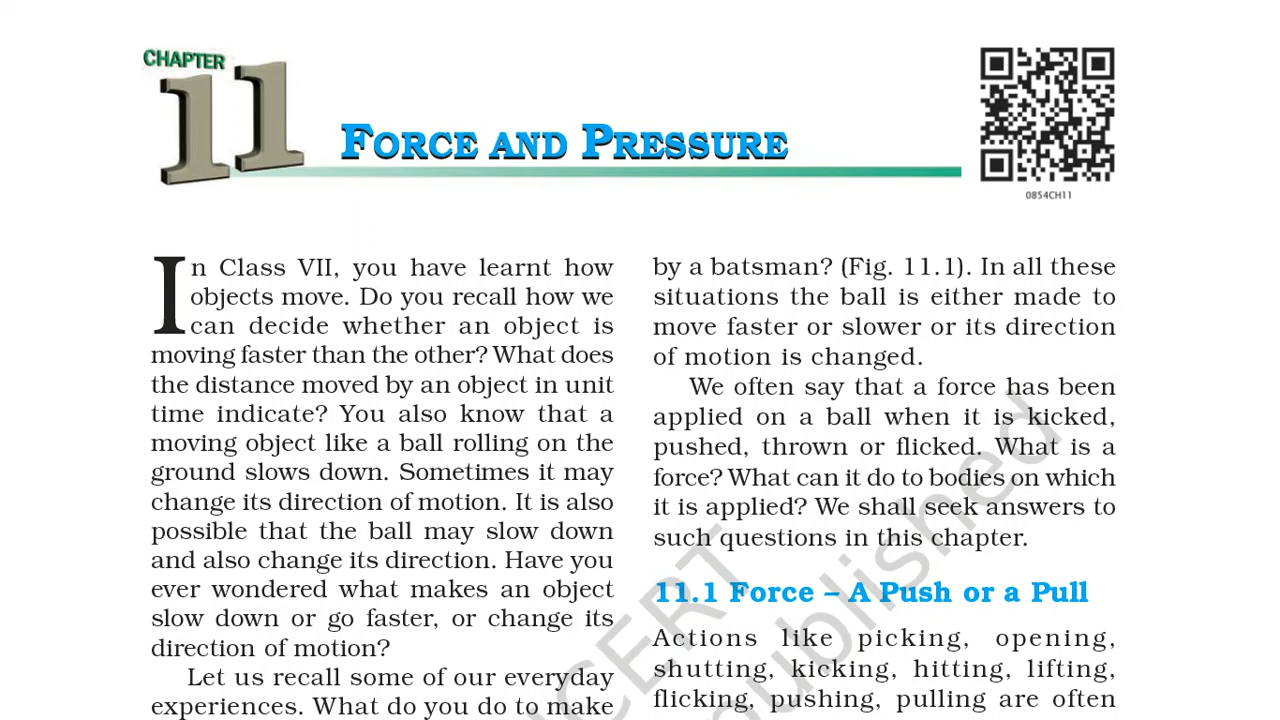 CHAPTER
11
FORCE AND PRESSURE
0854CH11
In Class VII, you have learnt how
objects move. Do you recall how we
can decide whether an object is
moving faster than the other? What does
the distance moved by an object in unit
time indicate? You also know that a
moving object like a ball rolling on the
ground slows down. Sometimes it may
change its direction of motion. It is also
possible that the ball may slow down
and also change its direction. Have you
ever wondered what makes an object
slow down or go faster, or change its
direction of motion?
Let us recall some of our everyday
experiences. What do you do to make
by a batsman? (Fig. 11.1). In all these
situations the ball is either made to
move faster or slower or its direction
of motion is changed.
We often say that a force has been
applied on a ball when it is kicked,
pushed, thrown or flicked. What is a
force? What can it do to bodies on which
it is applied? We shall seek answers to
such questions in this chapter.
11.1 Force – A Push or a Pull
Actions like picking, opening,
shutting, kicking, hitting, lifting,
flicking, pushing, pulling are often
NCERT
published